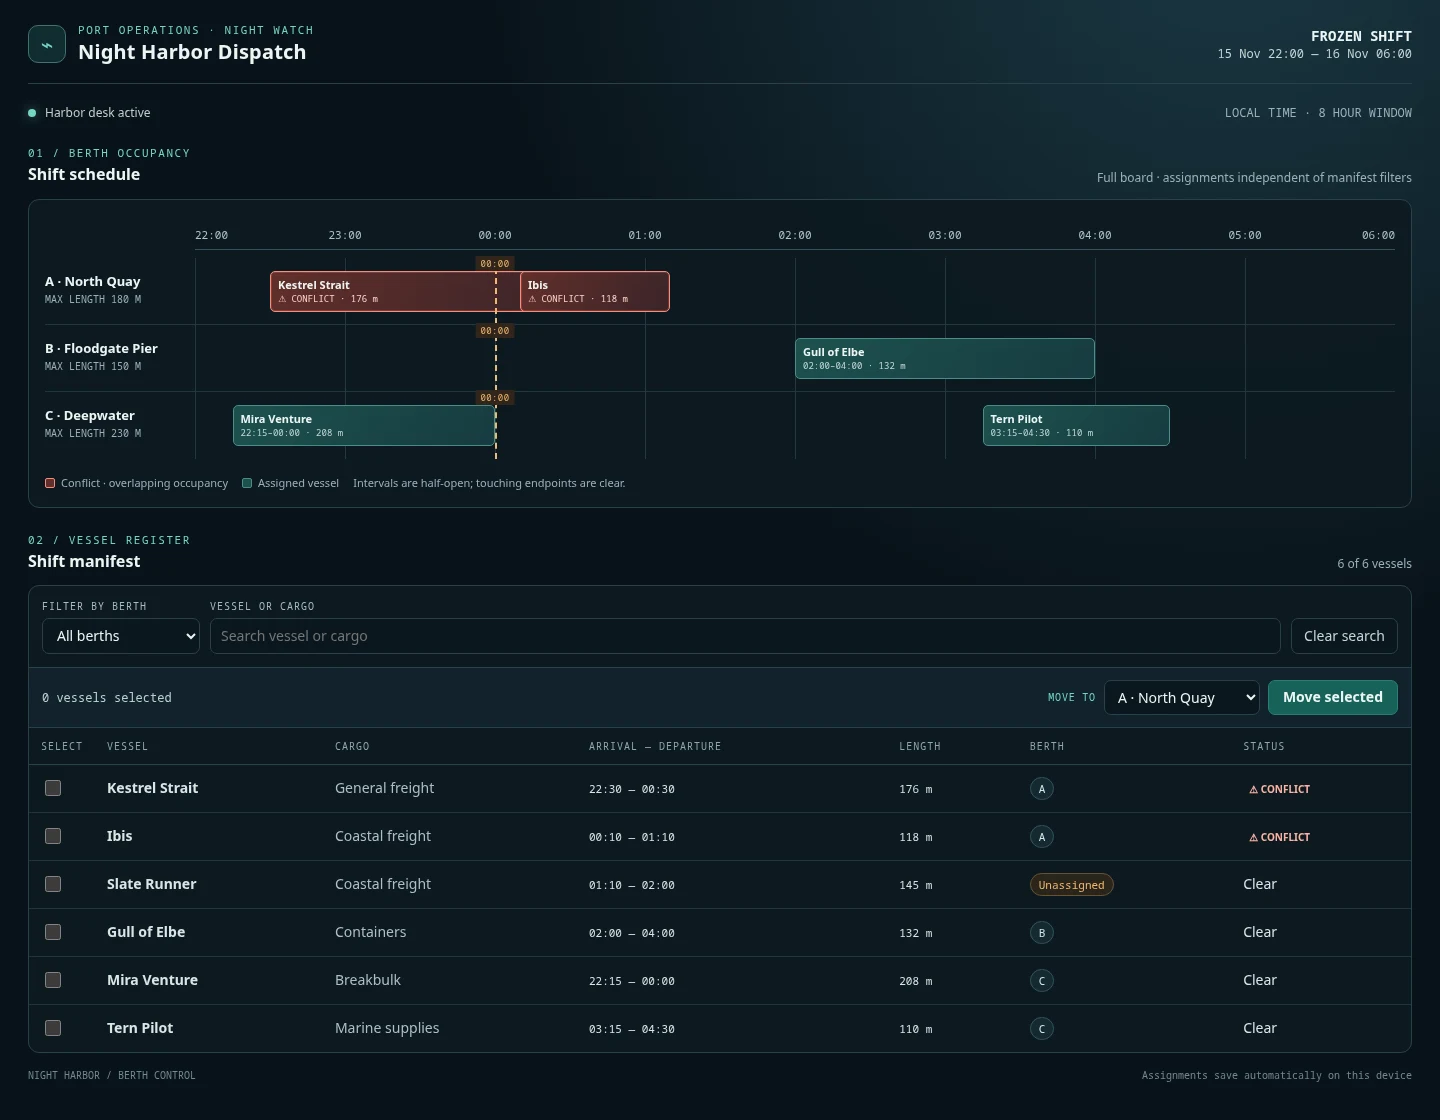 PORT OPERATIONS · NIGHT WATCH
Night Harbor Dispatch
FROZEN SHIFT
15 Nov 22:00 — 16 Nov 06:00
Harbor desk active
LOCAL TIME · 8 HOUR WINDOW
01 / BERTH OCCUPANCY
Shift schedule
Full board · assignments independent of manifest filters
22:00 23:00 00:00 01:00 02:00 03:00 04:00 05:00 06:00
A · North Quay
MAX LENGTH 180 M
00:00
Kestrel Strait
⚠ CONFLICT · 176 m
Ibis
⚠ CONFLICT · 118 m
B · Floodgate Pier
MAX LENGTH 150 M
00:00
Gull of Elbe
02:00–04:00 · 132 m
C · Deepwater
MAX LENGTH 230 M
00:00
Mira Venture
22:15–00:00 · 208 m
Tern Pilot
03:15–04:30 · 110 m
Conflict · overlapping occupancy Assigned vessel Intervals are half-open; touching endpoints are clear.
02 / VESSEL REGISTER
Shift manifest
6 of 6 vessels
FILTER BY BERTH VESSEL OR CARGO
All berths Search vessel or cargo Clear search
0 vessels selected MOVE TO A · North Quay Move selected
SELECT VESSEL CARGO ARRIVAL — DEPARTURE LENGTH BERTH STATUS
Kestrel Strait General freight 22:30 — 00:30 176 m A ⚠ CONFLICT
Ibis Coastal freight 00:10 — 01:10 118 m A ⚠ CONFLICT
Slate Runner Coastal freight 01:10 — 02:00 145 m Unassigned Clear
Gull of Elbe Containers 02:00 — 04:00 132 m B Clear
Mira Venture Breakbulk 22:15 — 00:00 208 m C Clear
Tern Pilot Marine supplies 03:15 — 04:30 110 m C Clear
NIGHT HARBOR / BERTH CONTROL
Assignments save automatically on this device